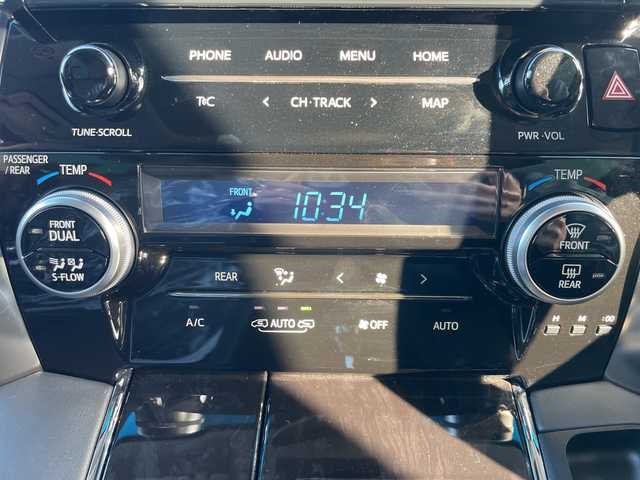 PHONE AUDIO MENU HOME
T&C < CH·TRACK > MAP
TUNE·SCROLL PWR·VOL
PASSENGER
/REAR TEMP TEMP
FRONT 10:34
FRONT
DUAL
S-FLOW
FRONT
REAR
REAR < >
A/C AUTO OFF AUTO
H M :00